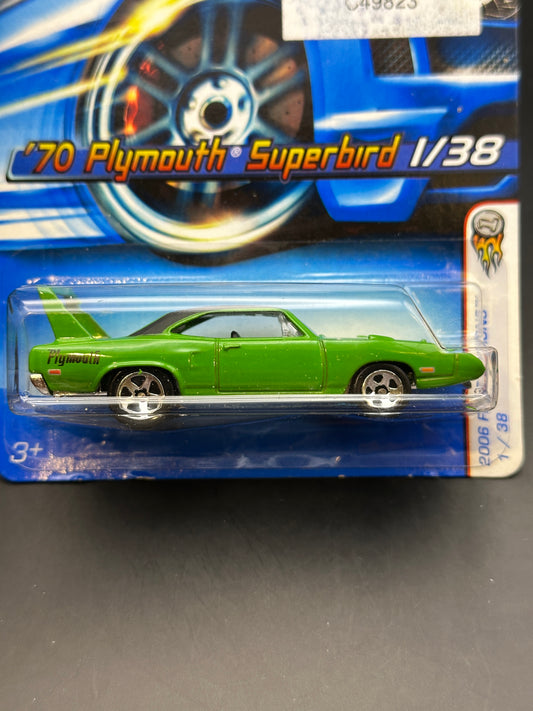 C49823
'70 Plymouth® Superbird 1/38
Plymouth
3+
2006 F
1 / 38